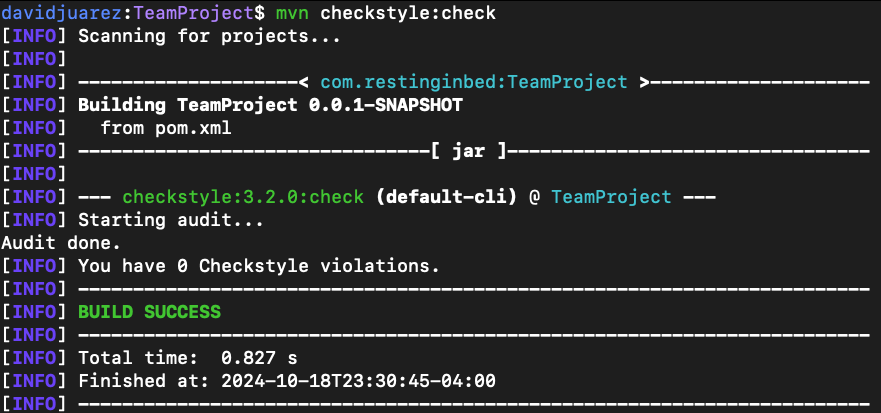 davidjuarez:TeamProject$ mvn checkstyle:check
[INFO] Scanning for projects...
[INFO]
[INFO] --------------------< com.restinginbed:TeamProject >--------------------
[INFO] Building TeamProject 0.0.1-SNAPSHOT
[INFO]   from pom.xml
[INFO] --------------------------------[ jar ]---------------------------------
[INFO]
[INFO] --- checkstyle:3.2.0:check (default-cli) @ TeamProject ---
[INFO] Starting audit...
Audit done.
[INFO] You have 0 Checkstyle violations.
[INFO] ------------------------------------------------------------------------
[INFO] BUILD SUCCESS
[INFO] ------------------------------------------------------------------------
[INFO] Total time:  0.827 s
[INFO] Finished at: 2024-10-18T23:30:45-04:00
[INFO] ------------------------------------------------------------------------